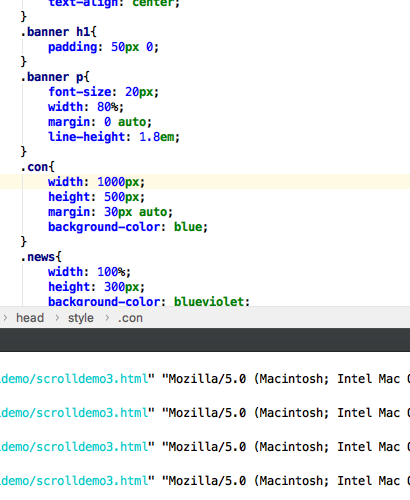 text-align: center;
}
.banner h1{
padding: 50px 0;
}
.banner p{
font-size: 20px;
width: 80%;
margin: 0 auto;
line-height: 1.8em;
}
.con{
width: 1000px;
height: 500px;
margin: 30px auto;
background-color: blue;
}
.news{
width: 100%;
height: 300px;
background-color: blueviolet;
› head › style › .con
demo/scrolldemo3.html" "Mozilla/5.0 (Macintosh; Intel Mac O
demo/scrolldemo3.html" "Mozilla/5.0 (Macintosh; Intel Mac O
demo/scrolldemo3.html" "Mozilla/5.0 (Macintosh; Intel Mac O
demo/scrolldemo3.html" "Mozilla/5.0 (Macintosh; Intel Mac O